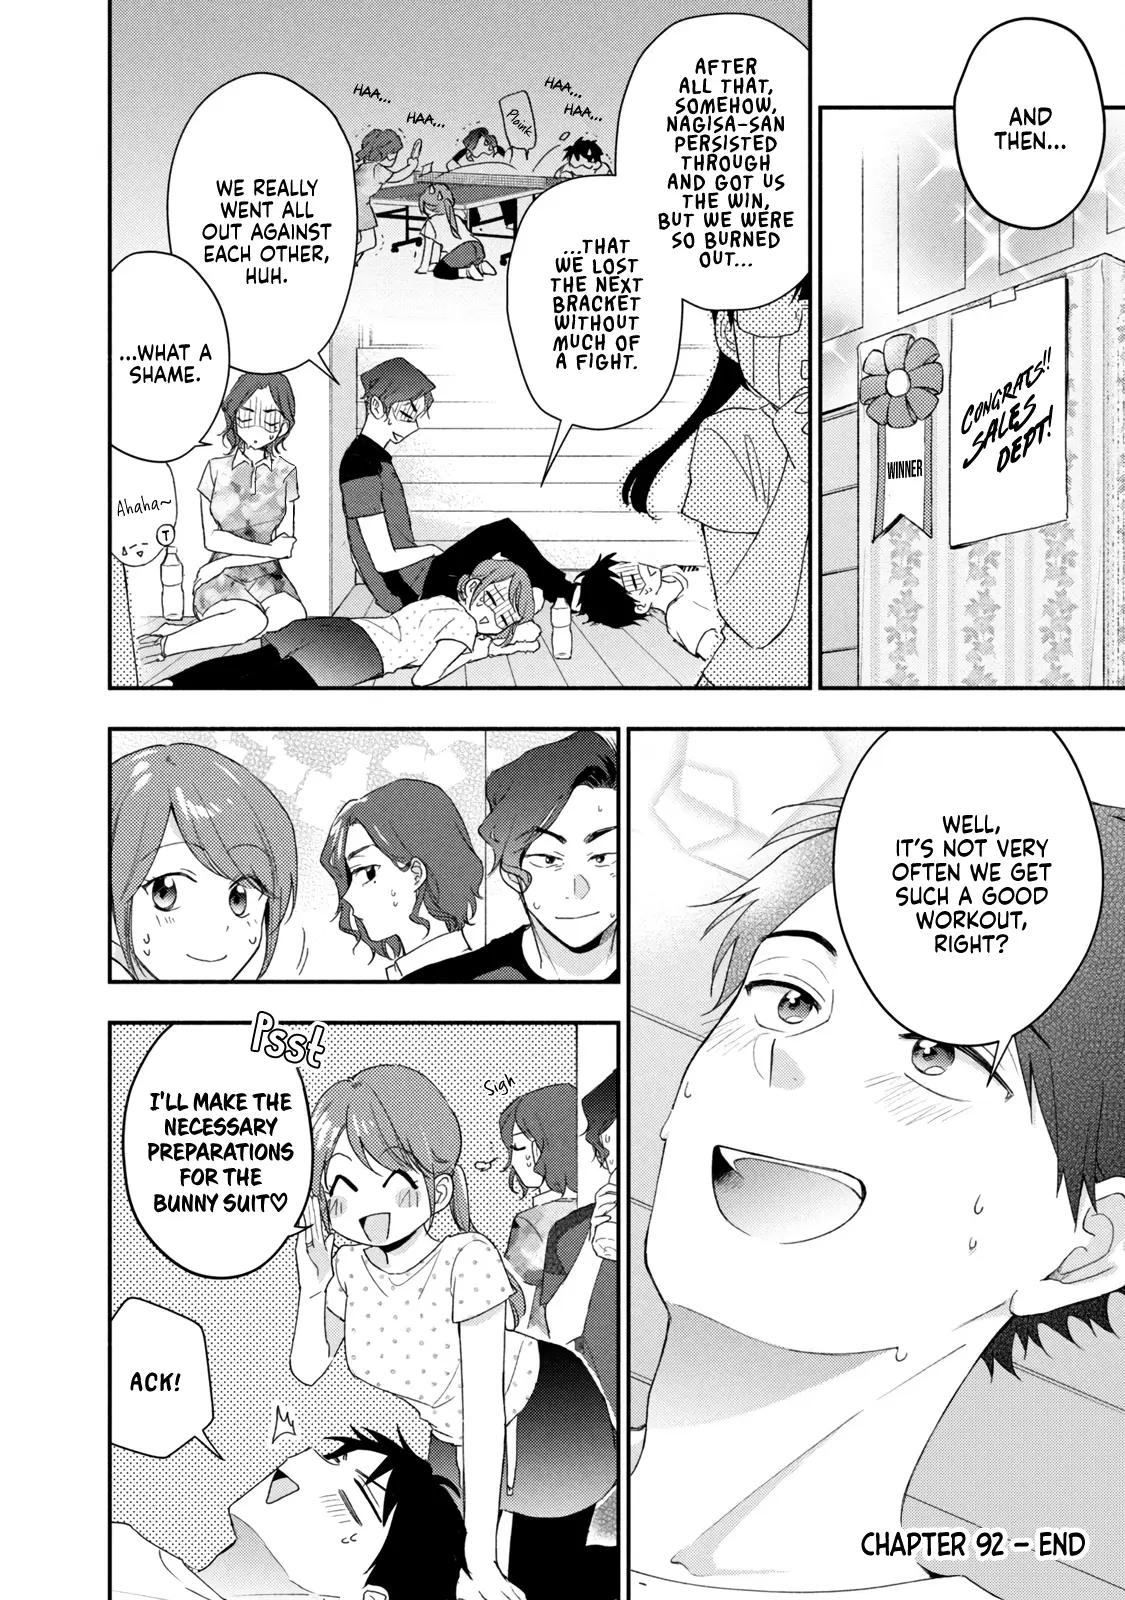 AND
THEN...
CONGRATS!!
SALES
DEPT!
WINNER
AFTER
ALL THAT,
SOMEHOW,
NAGISA-SAN
PERSISTED
THROUGH
AND GOT US
THE WIN,
BUT WE WERE
SO BURNED
OUT...
...THAT
WE LOST
THE NEXT
BRACKET
WITHOUT
MUCH OF
A FIGHT.
Ploink
HAA...
HAA...
HAA...
HAA...
WE REALLY
WENT ALL
OUT AGAINST
EACH OTHER,
HUH.
...WHAT A
SHAME.
Ahaha~
T
WELL,
IT'S NOT VERY
OFTEN WE GET
SUCH A GOOD
WORKOUT,
RIGHT?
Psst
I'LL MAKE THE
NECESSARY
PREPARATIONS
FOR THE
BUNNY SUIT♡
Sigh
ACK!
CHAPTER 92 – END